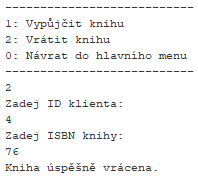 ----------------------------
1: Vypůjčit knihu
2: Vrátit knihu
0: Návrat do hlavního menu
----------------------------
2
Zadej ID klienta:
4
Zadej ISBN knihy:
76
Kniha úspěšně vrácena.